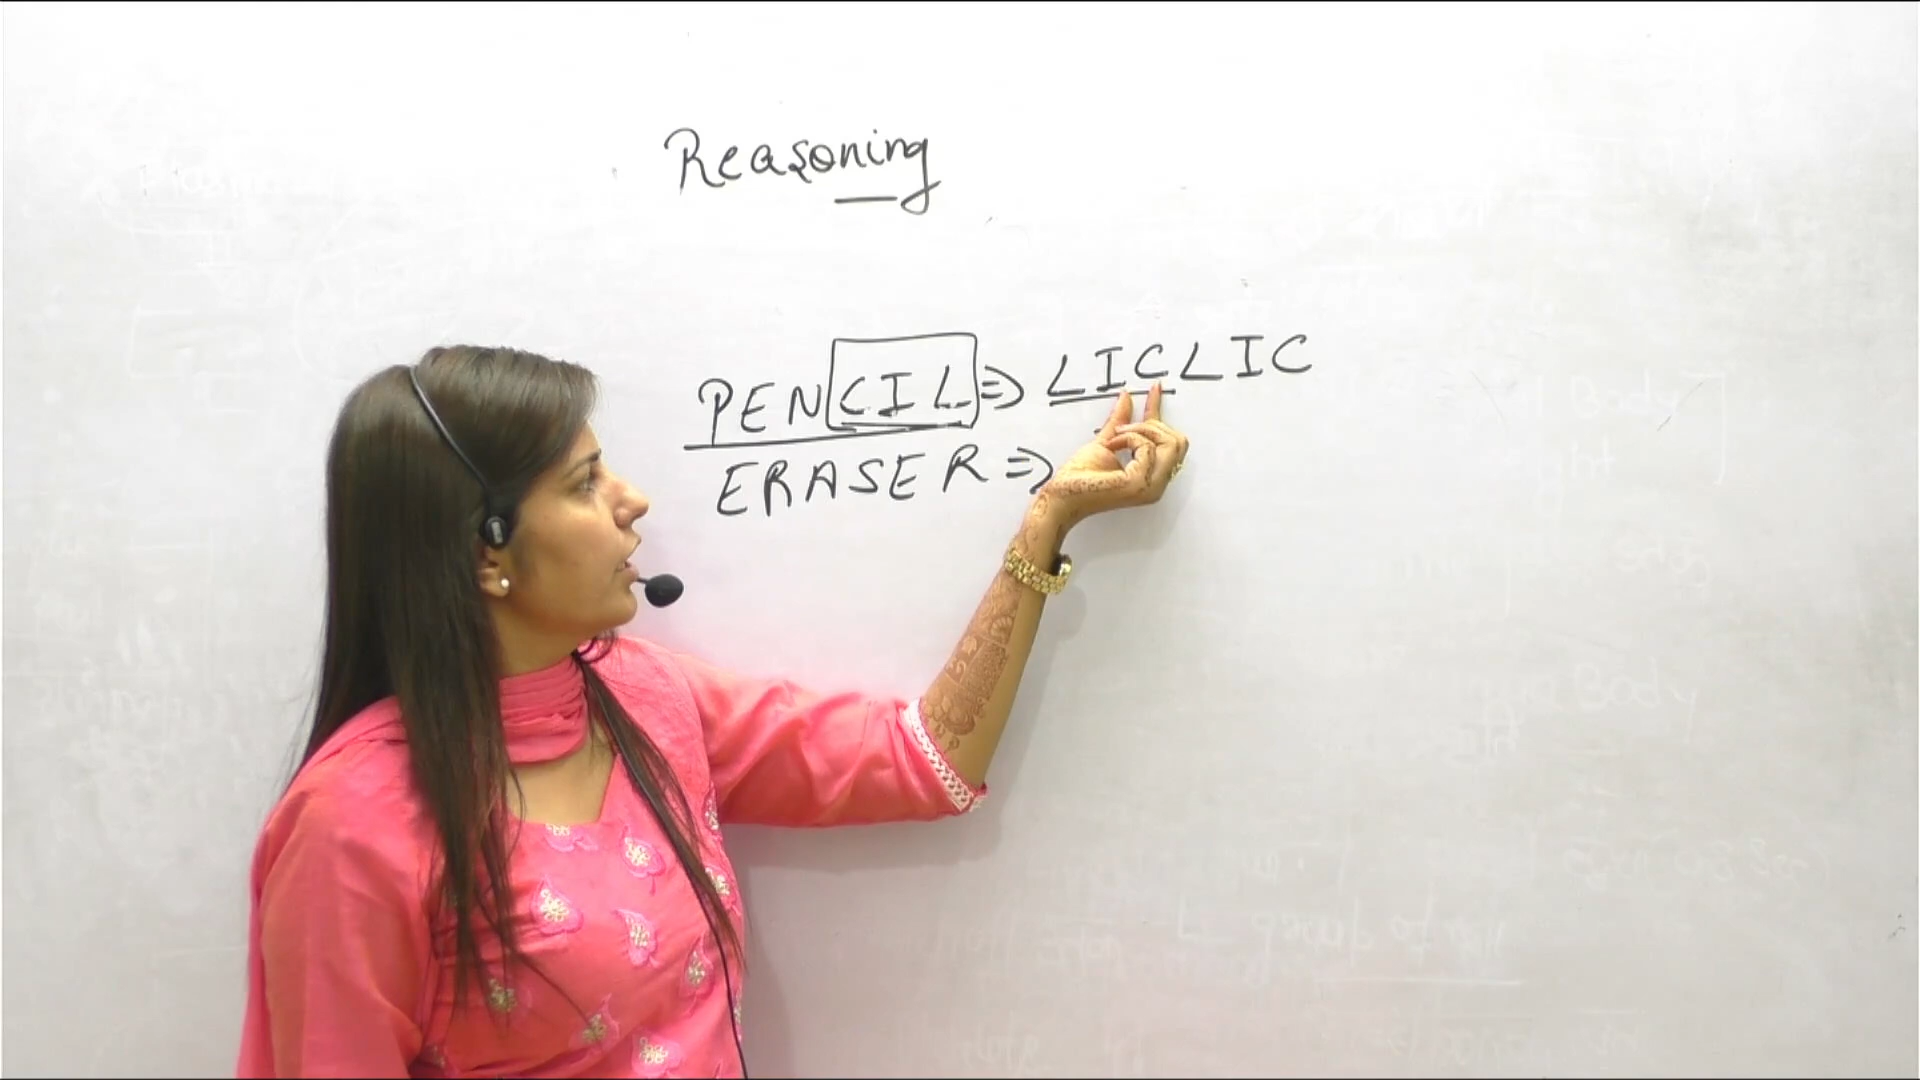 Reasoning
PENCIL ⇒ LICLIC
ERASER ⇒